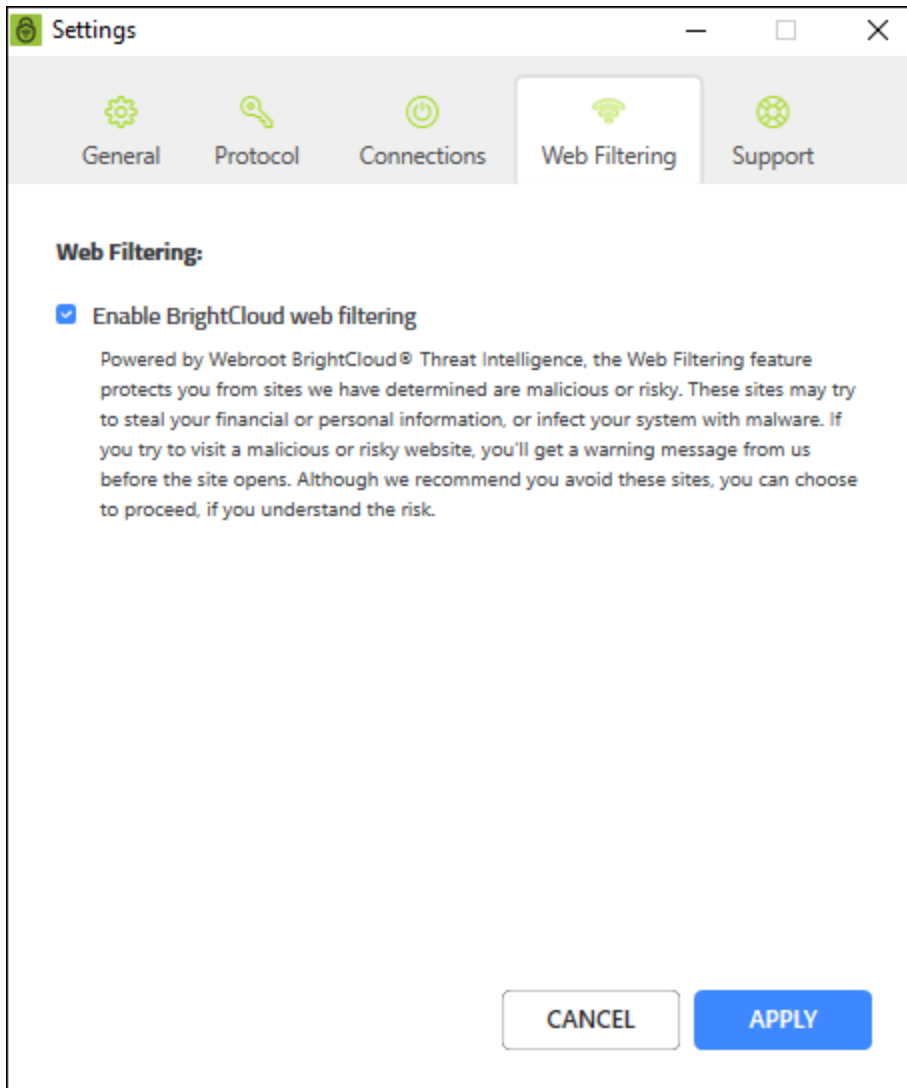 Settings
General
Protocol
Connections
Web Filtering
Support
Web Filtering:
Enable BrightCloud web filtering
Powered by Webroot BrightCloud® Threat Intelligence, the Web Filtering feature
protects you from sites we have determined are malicious or risky. These sites may try
to steal your financial or personal information, or infect your system with malware. If
you try to visit a malicious or risky website, you'll get a warning message from us
before the site opens. Although we recommend you avoid these sites, you can choose
to proceed, if you understand the risk.
CANCEL
APPLY